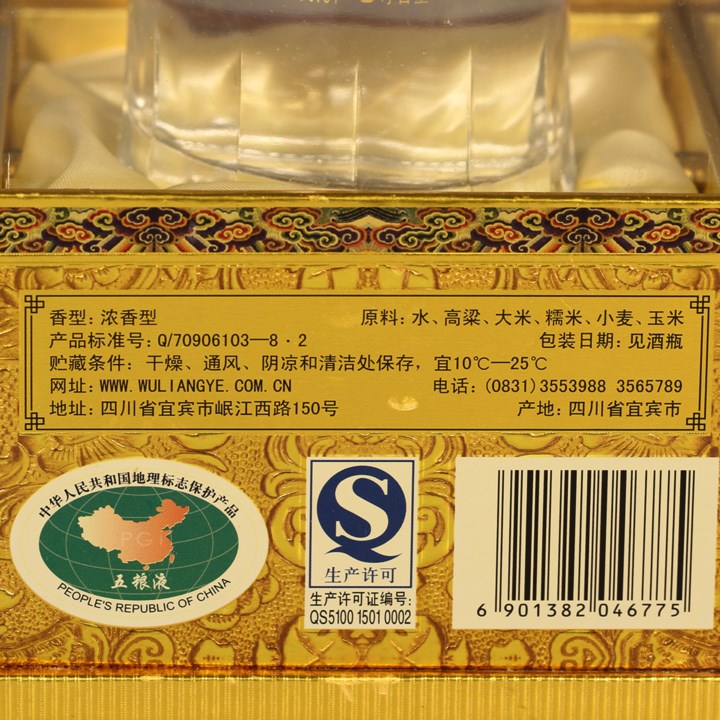 香型: 浓香型 原料: 水、高粱、大米、糯米、小麦、玉米
产品标准号: Q/70906103—8·2 包装日期: 见酒瓶
贮藏条件: 干燥、通风、阴凉和清洁处保存, 宜10℃—25℃
网址: WWW.WULIANGYE.COM.CN 电话: (0831)3553988 3565789
地址: 四川省宜宾市岷江西路150号 产地: 四川省宜宾市
中华人民共和国地理标志保护产品
PGI
五粮液
PEOPLE'S REPUBLIC OF CHINA
生产许可
生产许可证编号:
QS5100 1501 0002
6 901382 046775